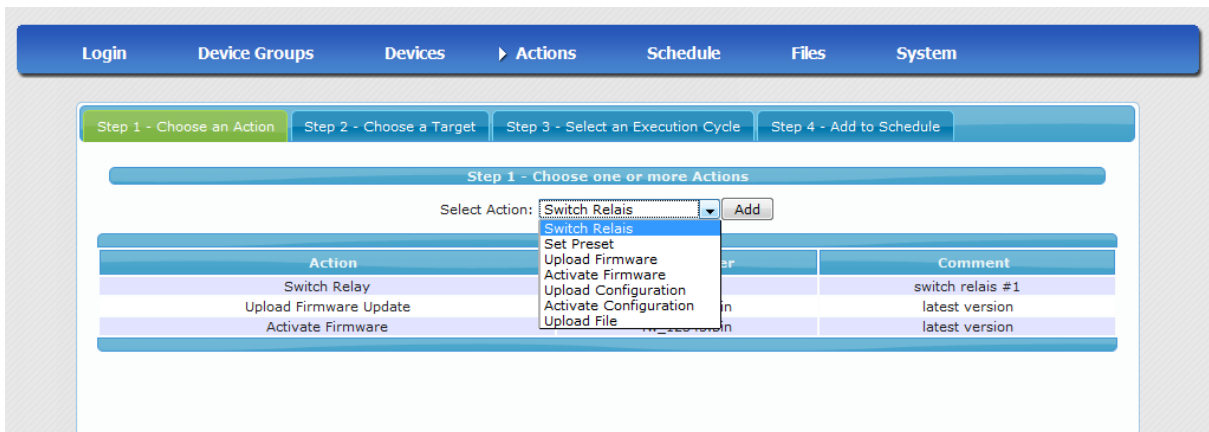 Login Device Groups Devices Actions Schedule Files System
Step 1 - Choose an Action Step 2 - Choose a Target Step 3 - Select an Execution Cycle Step 4 - Add to Schedule
Step 1 - Choose one or more Actions
Select Action: Switch Relais Add
Switch Relais
Set Preset
Upload Firmware
Activate Firmware
Upload Configuration
Activate Configuration
Upload File
Action Comment
Switch Relay switch relais #1
Upload Firmware Update latest version
Activate Firmware latest version